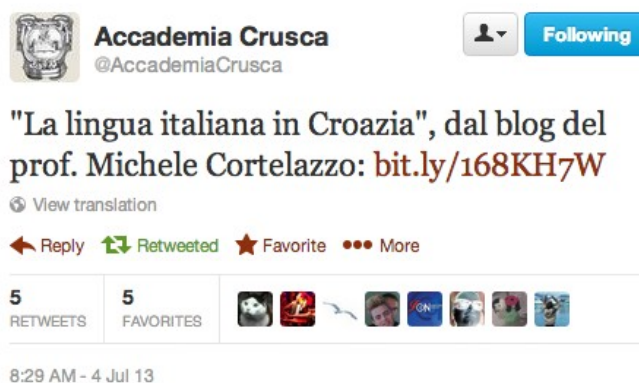 Accademia Crusca
@AccademiaCrusca
Following
"La lingua italiana in Croazia", dal blog del
prof. Michele Cortelazzo: bit.ly/168KH7W
View translation
Reply Retweeted Favorite More
5 RETWEETS 5 FAVORITES
8:29 AM - 4 Jul 13